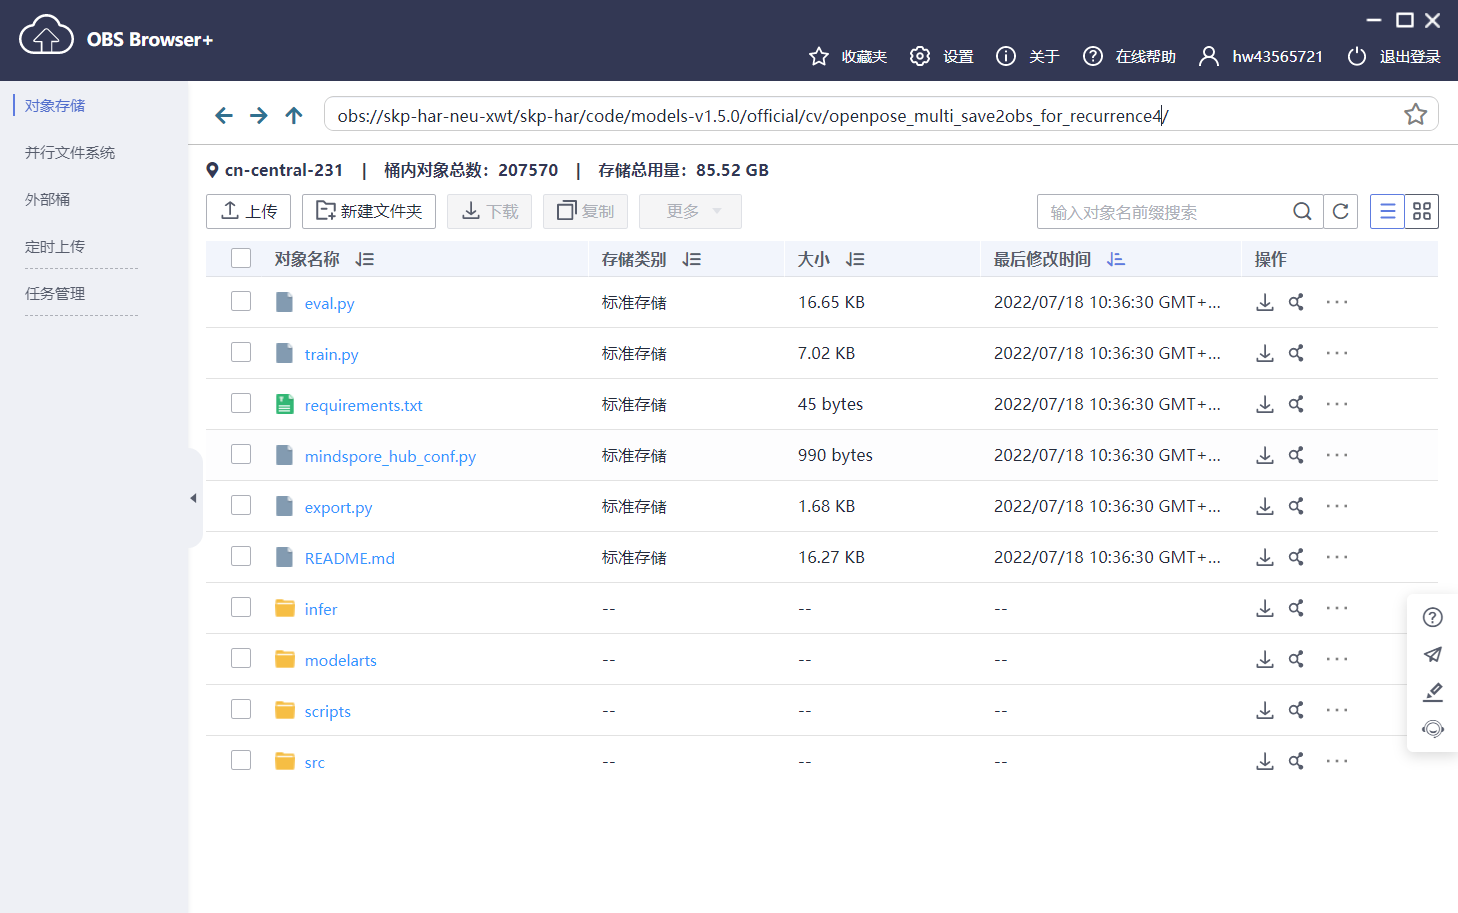 OBS Browser+
收藏夹 设置 关于 在线帮助 hw43565721 退出登录
对象存储
并行文件系统
外部桶
定时上传
任务管理
obs://skp-har-neu-xwt/skp-har/code/models-v1.5.0/official/cv/openpose_multi_save2obs_for_recurrence4/
cn-central-231 | 桶内对象总数：207570 | 存储总用量：85.52 GB
上传 新建文件夹 下载 复制 更多 输入对象名前缀搜索
对象名称 存储类别 大小 最后修改时间 操作
eval.py 标准存储 16.65 KB 2022/07/18 10:36:30 GMT+...
train.py 标准存储 7.02 KB 2022/07/18 10:36:30 GMT+...
requirements.txt 标准存储 45 bytes 2022/07/18 10:36:30 GMT+...
mindspore_hub_conf.py 标准存储 990 bytes 2022/07/18 10:36:30 GMT+...
export.py 标准存储 1.68 KB 2022/07/18 10:36:30 GMT+...
README.md 标准存储 16.27 KB 2022/07/18 10:36:30 GMT+...
infer -- -- --
modelarts -- -- --
scripts -- -- --
src -- -- --